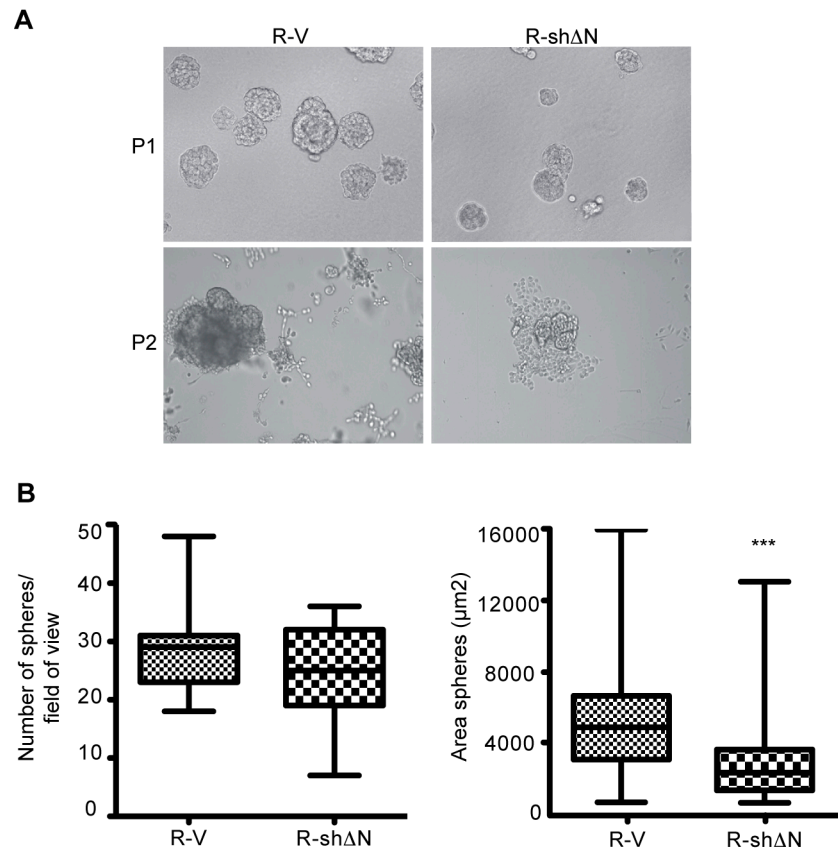 A
R-V
R-shΔN
P1
P2
B
Number of spheres/
field of view
50
40
30
20
10
0
R-V
R-shΔN
Area spheres (µm2)
16000
12000
8000
4000
0
***
R-V
R-shΔN